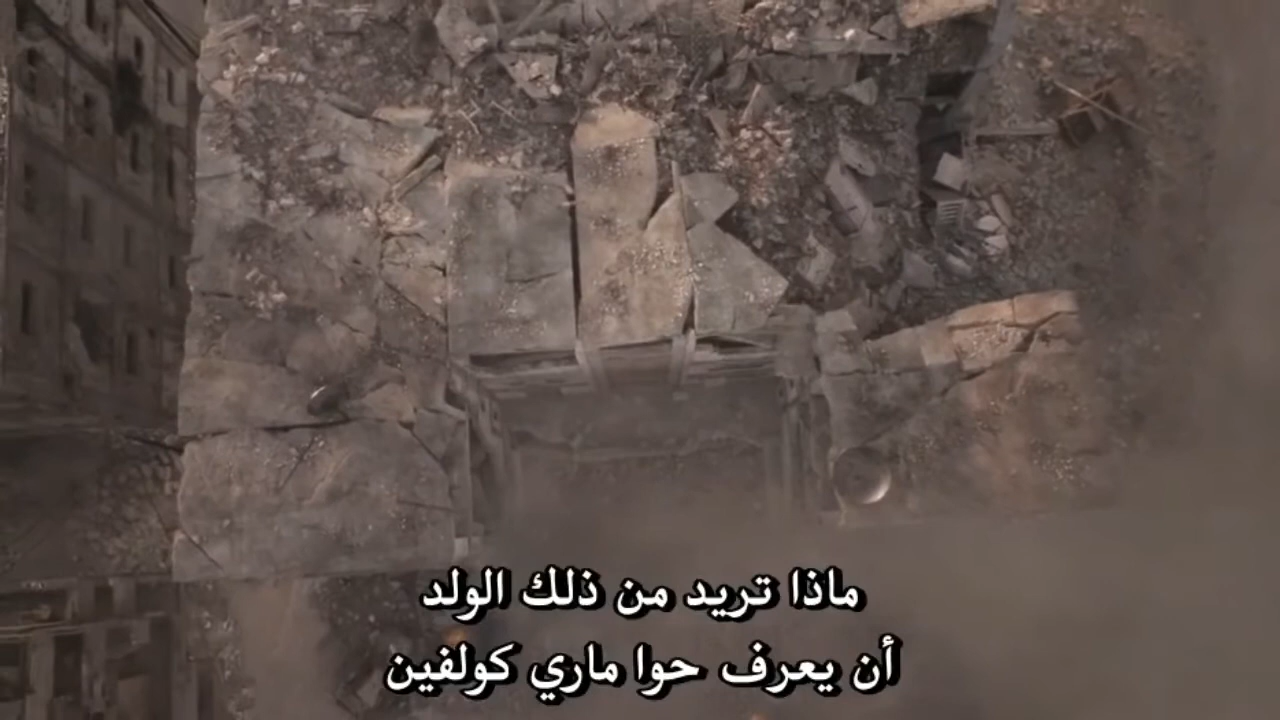 ماذا تريد من ذلك الولد
أن يعرف حوا ماري كولفين